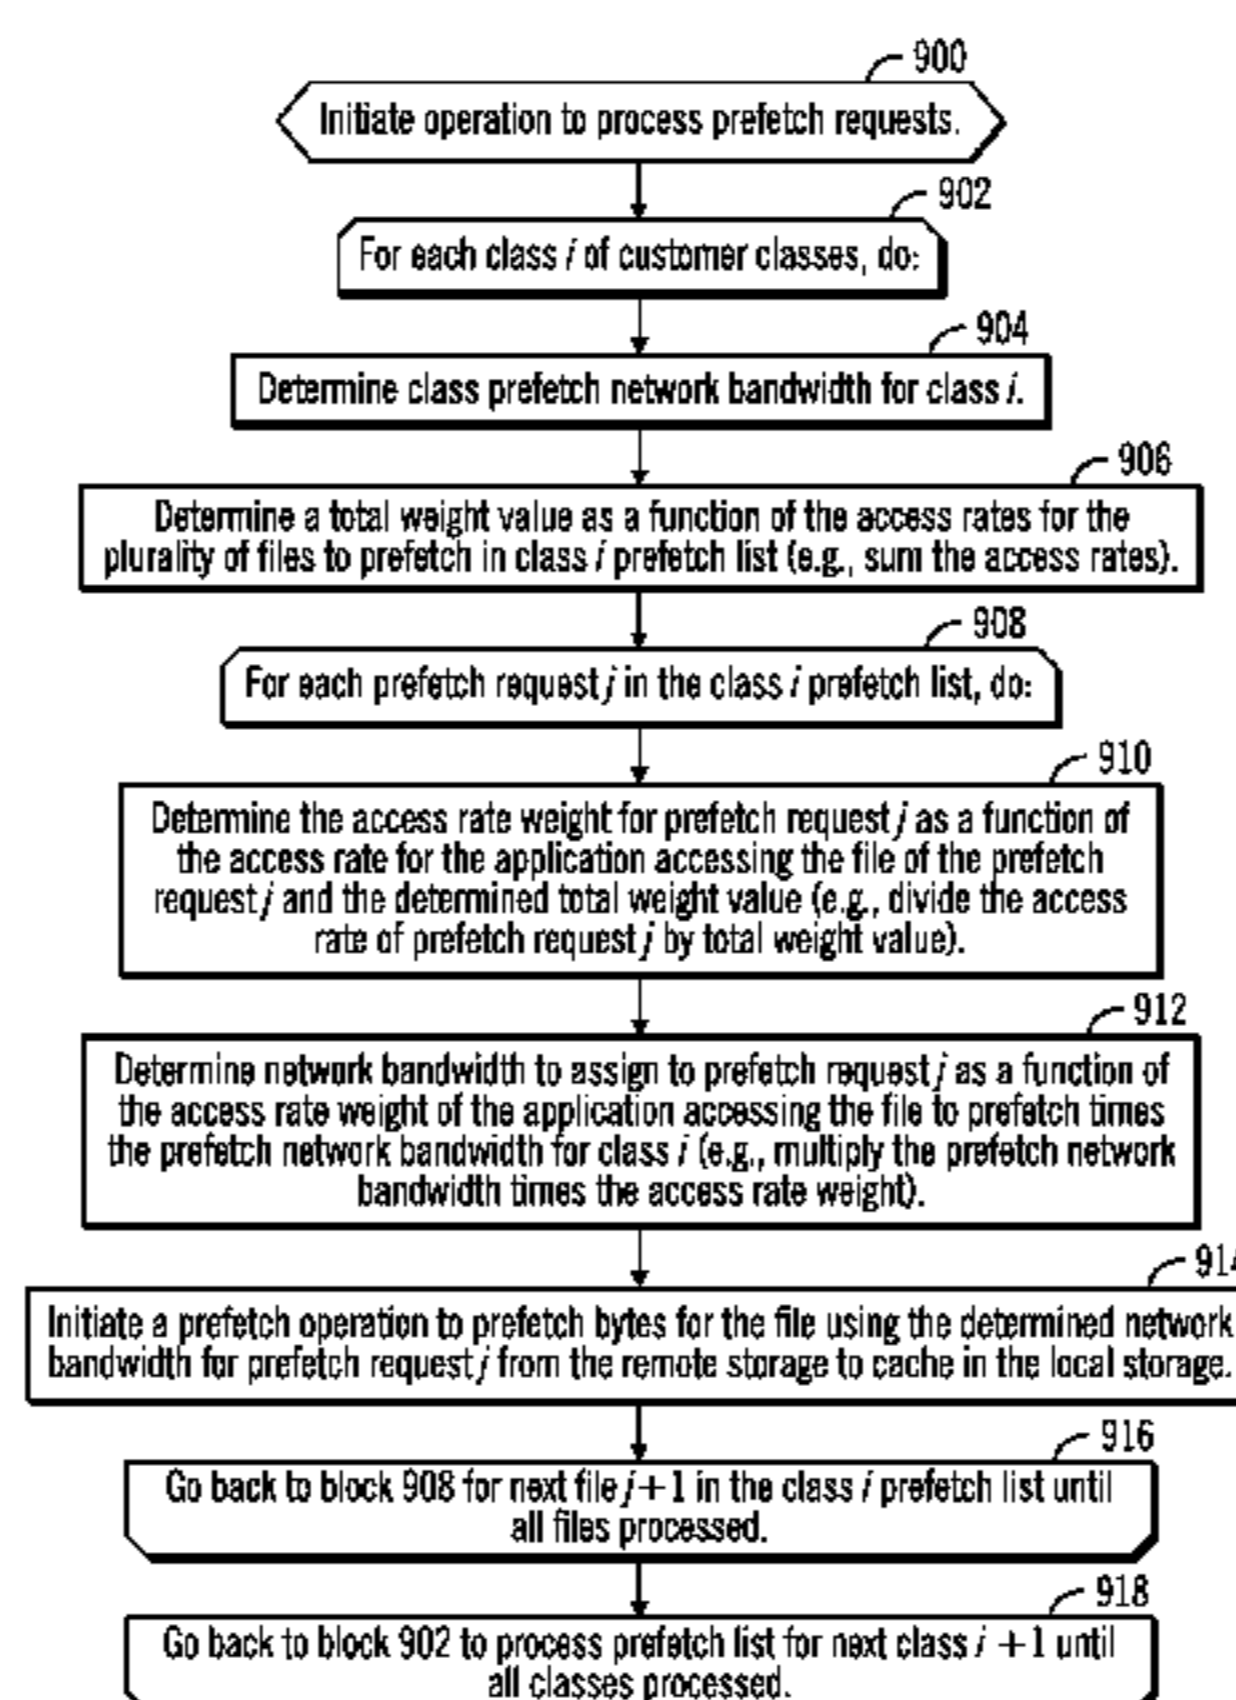 900
Initiate operation to process prefetch requests.
902
For each class i of customer classes, do:
904
Determine class prefetch network bandwidth for class i.
906
Determine a total weight value as a function of the access rates for the
plurality of files to prefetch in class i prefetch list (e.g., sum the access rates).
908
For each prefetch request j in the class i prefetch list, do:
910
Determine the access rate weight for prefetch request j as a function of
the access rate for the application accessing the file of the prefetch
request j and the determined total weight value (e.g., divide the access
rate of prefetch request j by total weight value).
912
Determine network bandwidth to assign to prefetch request j as a function of
the access rate weight of the application accessing the file to prefetch times
the prefetch network bandwidth for class i (e.g., multiply the prefetch network
bandwidth times the access rate weight).
914
Initiate a prefetch operation to prefetch bytes for the file using the determined network
bandwidth for prefetch request j from the remote storage to cache in the local storage.
916
Go back to block 908 for next file j+1 in the class i prefetch list until
all files processed.
918
Go back to block 902 to process prefetch list for next class i +1 until
all classes processed.